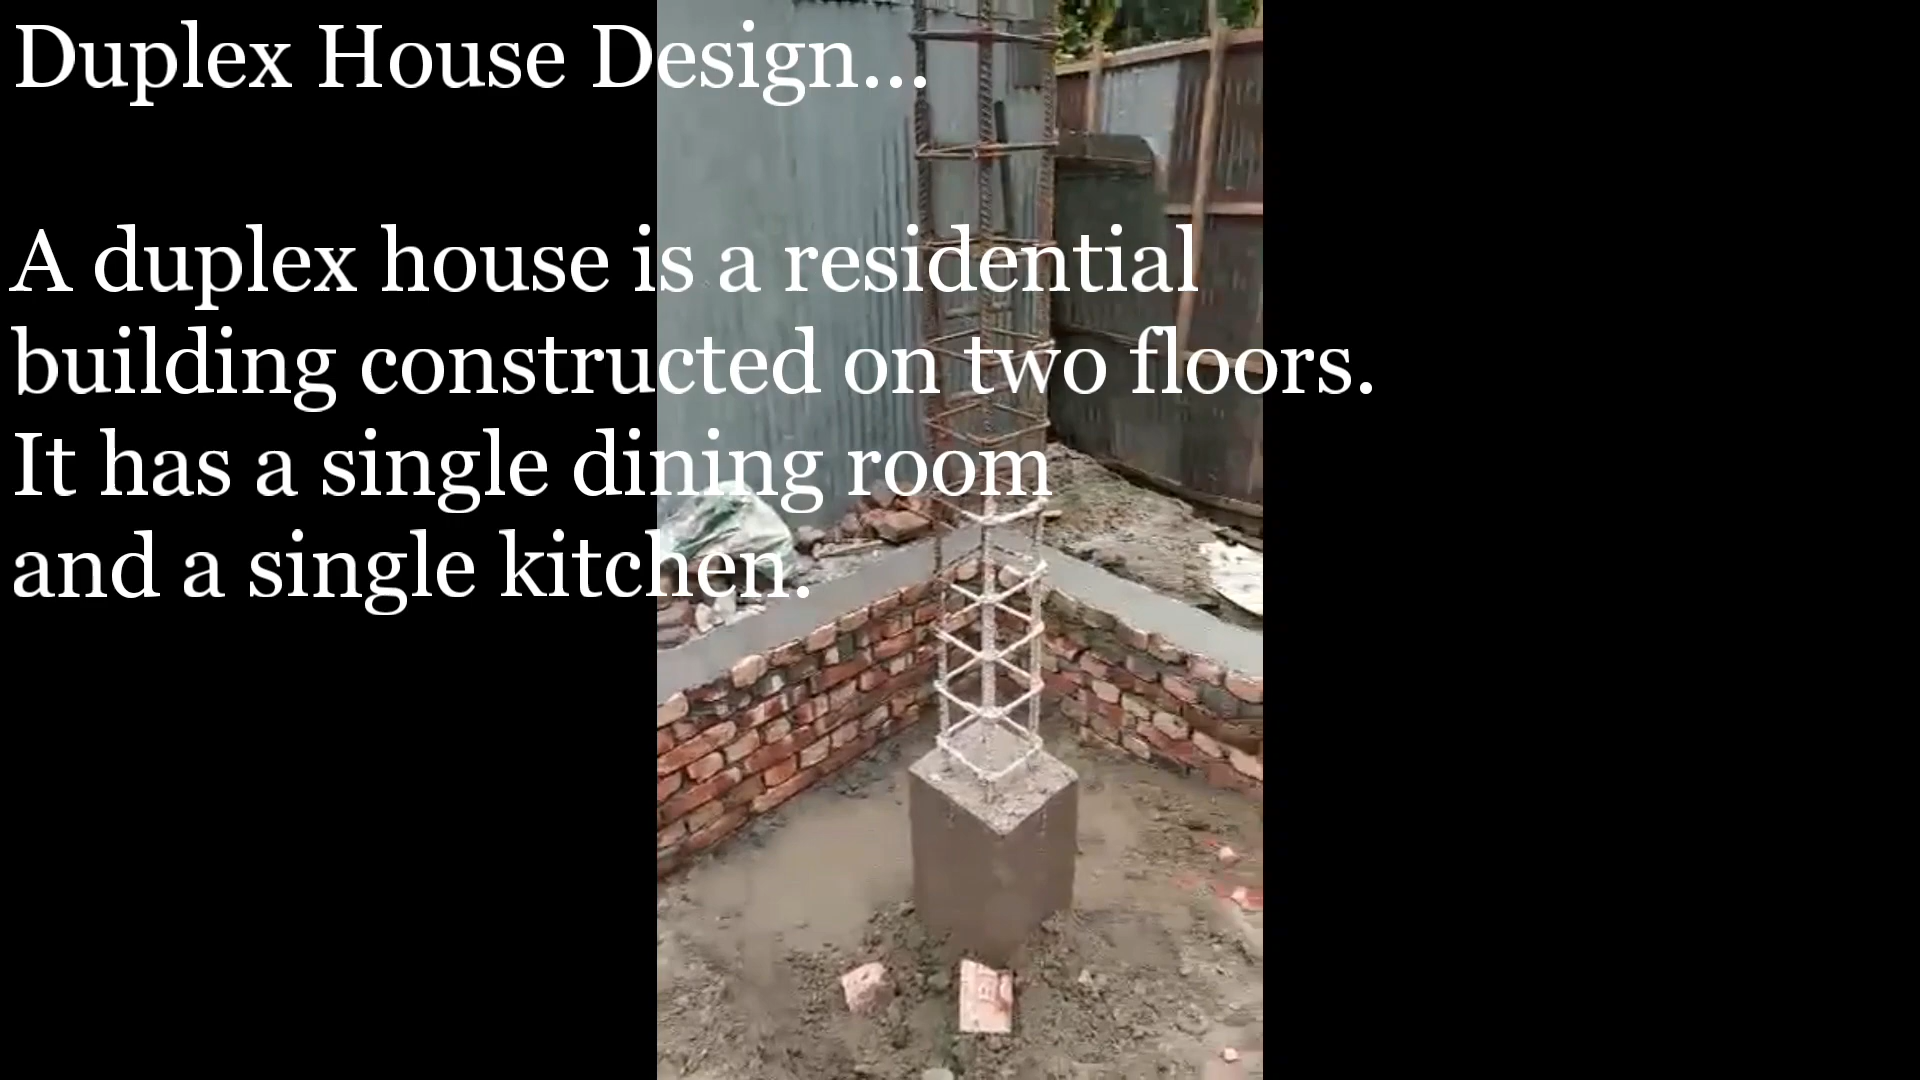 Duplex House Design...
A duplex house is a residential
building constructed on two floors.
It has a single dining room
and a single kitchen.